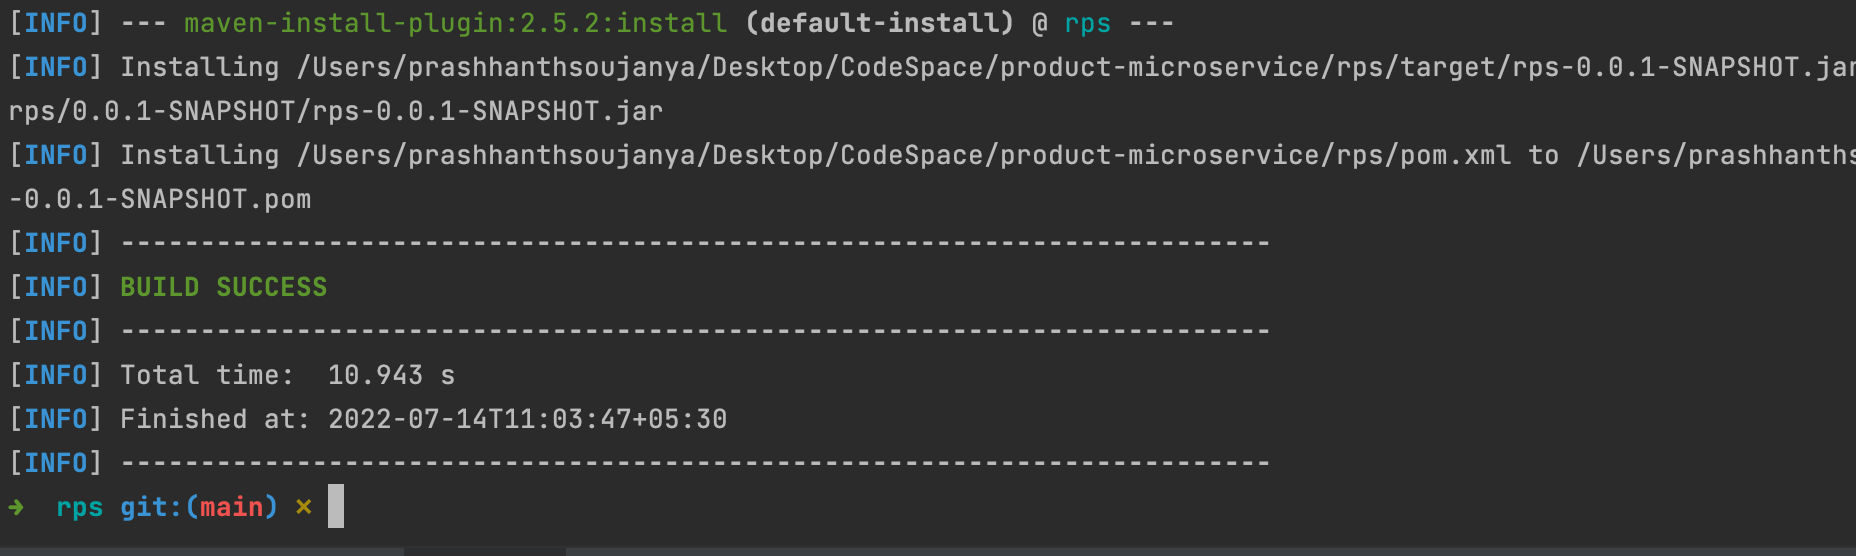 [INFO] --- maven-install-plugin:2.5.2:install (default-install) @ rps ---
[INFO] Installing /Users/prashhanthsoujanya/Desktop/CodeSpace/product-microservice/rps/target/rps-0.0.1-SNAPSHOT.jar
rps/0.0.1-SNAPSHOT/rps-0.0.1-SNAPSHOT.jar
[INFO] Installing /Users/prashhanthsoujanya/Desktop/CodeSpace/product-microservice/rps/pom.xml to /Users/prashhanths
-0.0.1-SNAPSHOT.pom
[INFO] ------------------------------------------------------------------------
[INFO] BUILD SUCCESS
[INFO] ------------------------------------------------------------------------
[INFO] Total time:  10.943 s
[INFO] Finished at: 2022-07-14T11:03:47+05:30
[INFO] ------------------------------------------------------------------------
➜  rps git:(main) ✗